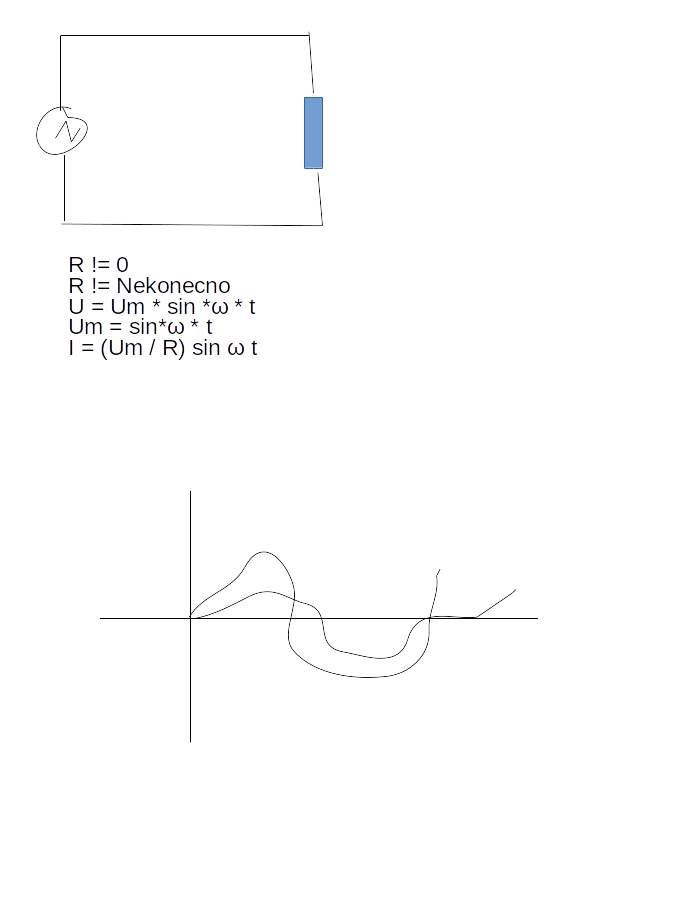 R != 0
R != Nekonecno
U = Um * sin *ω * t
Um = sin*ω * t
I = (Um / R) sin ω t